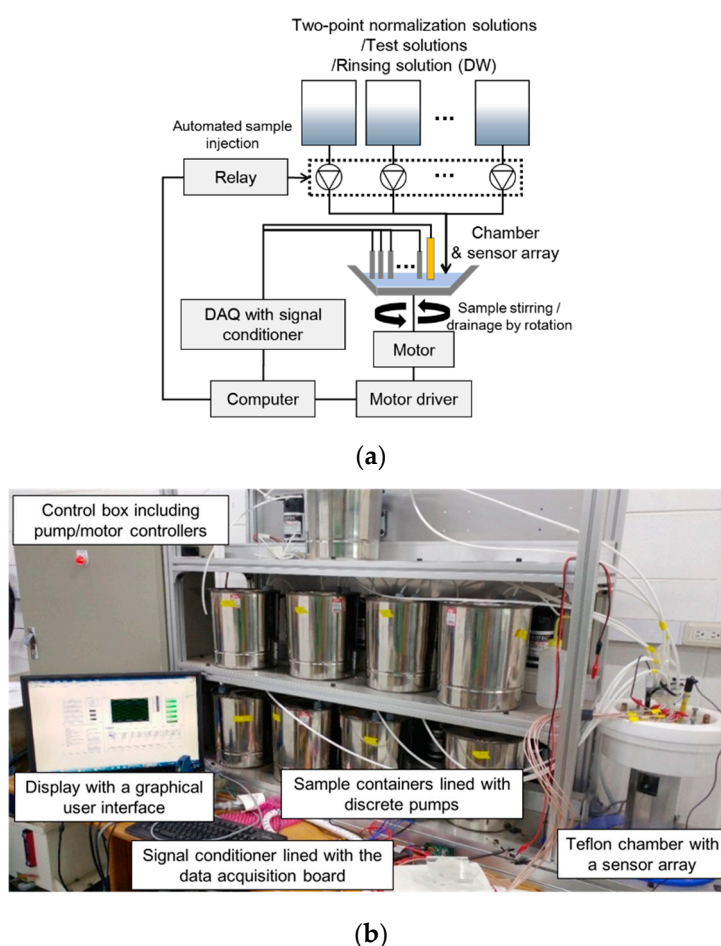 Two-point normalization solutions
/Test solutions
/Rinsing solution (DW)
Automated sample
injection
Relay
Chamber
& sensor array
DAQ with signal
conditioner
Sample stirring /
drainage by rotation
Motor
Computer
Motor driver
(a)
Control box including
pump/motor controllers
Display with a graphical
user interface
Sample containers lined with
discrete pumps
Signal conditioner lined with the
data acquisition board
Teflon chamber with
a sensor array
(b)